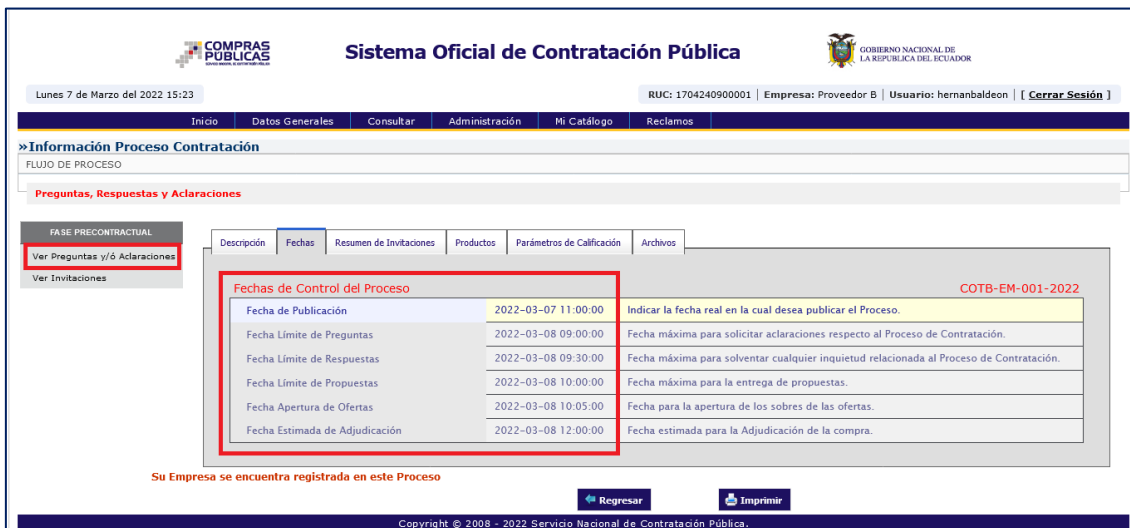 COMPRAS
PÚBLICAS
Sistema Oficial de Contratación Pública
GOBIERNO NACIONAL DE
LA REPUBLICA DEL ECUADOR
Lunes 7 de Marzo del 2022 15:23
RUC: 1704240900001 | Empresa: Proveedor B | Usuario: hernanbaldeon | [ Cerrar Sesión ]
Inicio Datos Generales Consultar Administración Mi Catálogo Reclamos
»Información Proceso Contratación
FLUJO DE PROCESO
Preguntas, Respuestas y Aclaraciones
FASE PRECONTRACTUAL
Ver Preguntas y/ó Aclaraciones
Ver Invitaciones
Descripción Fechas Resumen de Invitaciones Productos Parámetros de Calificación Archivos
Fechas de Control del Proceso COTB-EM-001-2022
Fecha de Publicación 2022-03-07 11:00:00 Indicar la fecha real en la cual desea publicar el Proceso.
Fecha Límite de Preguntas 2022-03-08 09:00:00 Fecha máxima para solicitar aclaraciones respecto al Proceso de Contratación.
Fecha Límite de Respuestas 2022-03-08 09:30:00 Fecha máxima para solventar cualquier inquietud relacionada al Proceso de Contratación.
Fecha Límite de Propuestas 2022-03-08 10:00:00 Fecha máxima para la entrega de propuestas.
Fecha Apertura de Ofertas 2022-03-08 10:05:00 Fecha para la apertura de los sobres de las ofertas.
Fecha Estimada de Adjudicación 2022-03-08 12:00:00 Fecha estimada para la Adjudicación de la compra.
Su Empresa se encuentra registrada en este Proceso
Regresar Imprimir
Copyright © 2008 - 2022 Servicio Nacional de Contratación Pública.